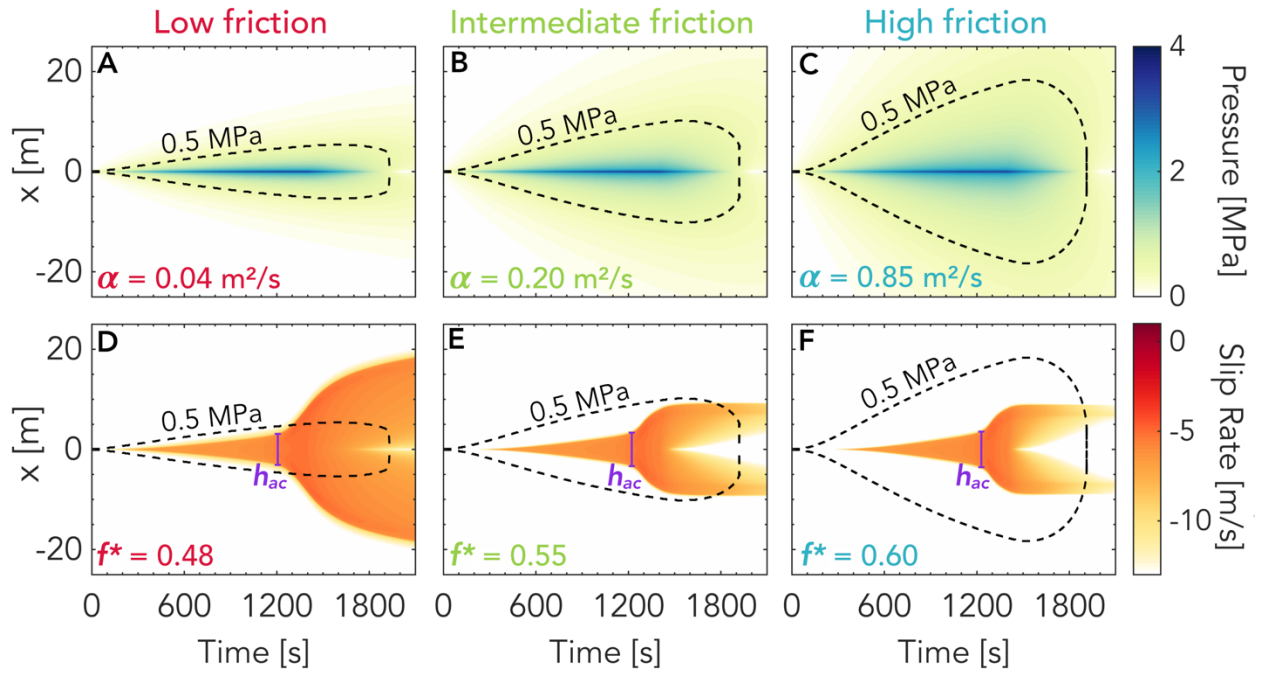 Low friction
Intermediate friction
High friction
A
B
C
20
0
-20
x [m]
0.5 MPa
0.5 MPa
0.5 MPa
α = 0.04 m²/s
α = 0.20 m²/s
α = 0.85 m²/s
4
2
0
Pressure [MPa]
D
E
F
20
0
-20
x [m]
0.5 MPa
0.5 MPa
0.5 MPa
hac
hac
hac
f* = 0.48
f* = 0.55
f* = 0.60
0
-5
-10
Slip Rate [m/s]
0 600 1200 1800
0 600 1200 1800
0 600 1200 1800
Time [s]
Time [s]
Time [s]